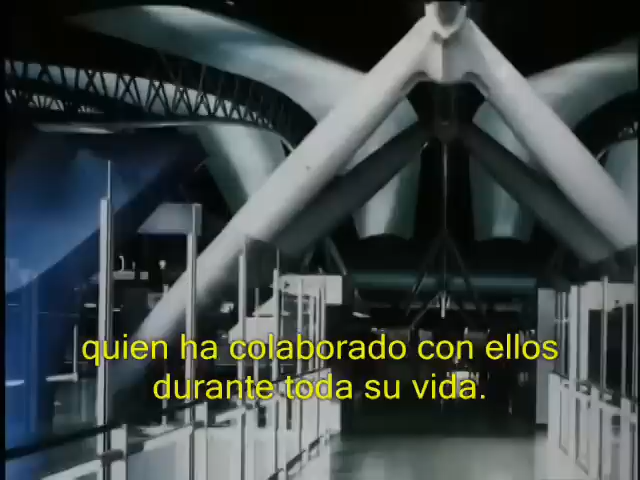 quien ha colaborado con ellos
durante toda su vida.